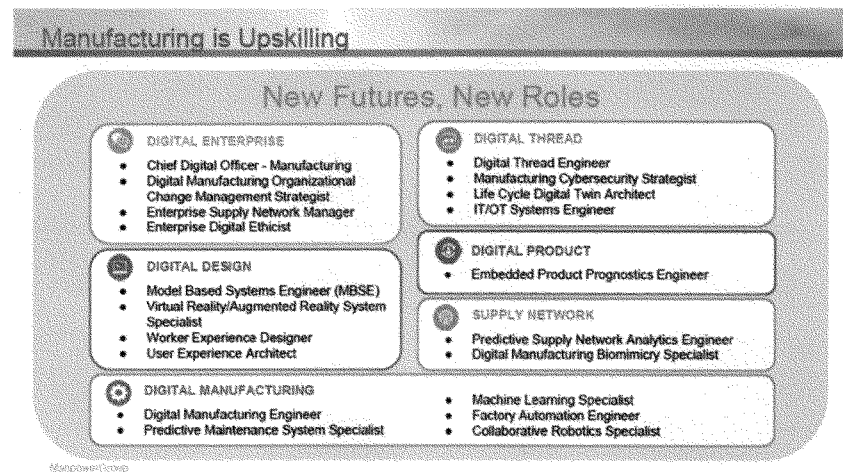 Manufacturing is Upskilling
New Futures, New Roles
DIGITAL ENTERPRISE
• Chief Digital Officer - Manufacturing
• Digital Manufacturing Organizational
Change Management Strategist
• Enterprise Supply Network Manager
• Enterprise Digital Ethicist
DIGITAL DESIGN
• Model Based Systems Engineer (MBSE)
• Virtual Reality/Augmented Reality System
Specialist
• Worker Experience Designer
• User Experience Architect
DIGITAL THREAD
• Digital Thread Engineer
• Manufacturing Cybersecurity Strategist
• Life Cycle Digital Twin Architect
• IT/OT Systems Engineer
DIGITAL PRODUCT
• Embedded Product Prognostics Engineer
SUPPLY NETWORK
• Predictive Supply Network Analytics Engineer
• Digital Manufacturing Biomimicry Specialist
DIGITAL MANUFACTURING
• Digital Manufacturing Engineer
• Predictive Maintenance System Specialist
• Machine Learning Specialist
• Factory Automation Engineer
• Collaborative Robotics Specialist
ManpowerGroup